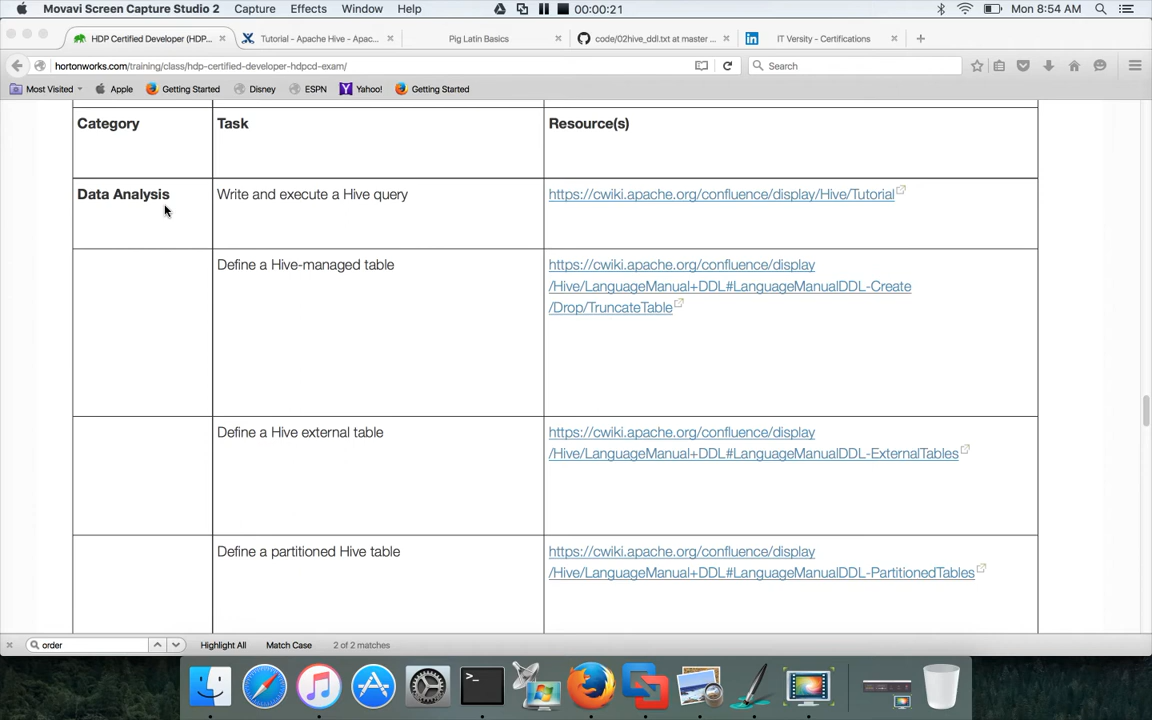 Movavi Screen Capture Studio 2 Capture Effects Window Help 00:00:21 Mon 8:54 AM
HDP Certified Developer (HDP... × Tutorial - Apache Hive - Apac... × Pig Latin Basics × code/02hive_ddl.txt at master ... × IT Versity - Certifications × +
hortonworks.com/training/class/hdp-certified-developer-hdpcd-exam/ Search
Most Visited Apple Getting Started Disney ESPN Yahoo! Getting Started
Category Task Resource(s)
Data Analysis Write and execute a Hive query https://cwiki.apache.org/confluence/display/Hive/Tutorial
Define a Hive-managed table https://cwiki.apache.org/confluence/display
/Hive/LanguageManual+DDL#LanguageManualDDL-Create
/Drop/TruncateTable
Define a Hive external table https://cwiki.apache.org/confluence/display
/Hive/LanguageManual+DDL#LanguageManualDDL-ExternalTables
Define a partitioned Hive table https://cwiki.apache.org/confluence/display
/Hive/LanguageManual+DDL#LanguageManualDDL-PartitionedTables
× order Highlight All Match Case 2 of 2 matches
>_